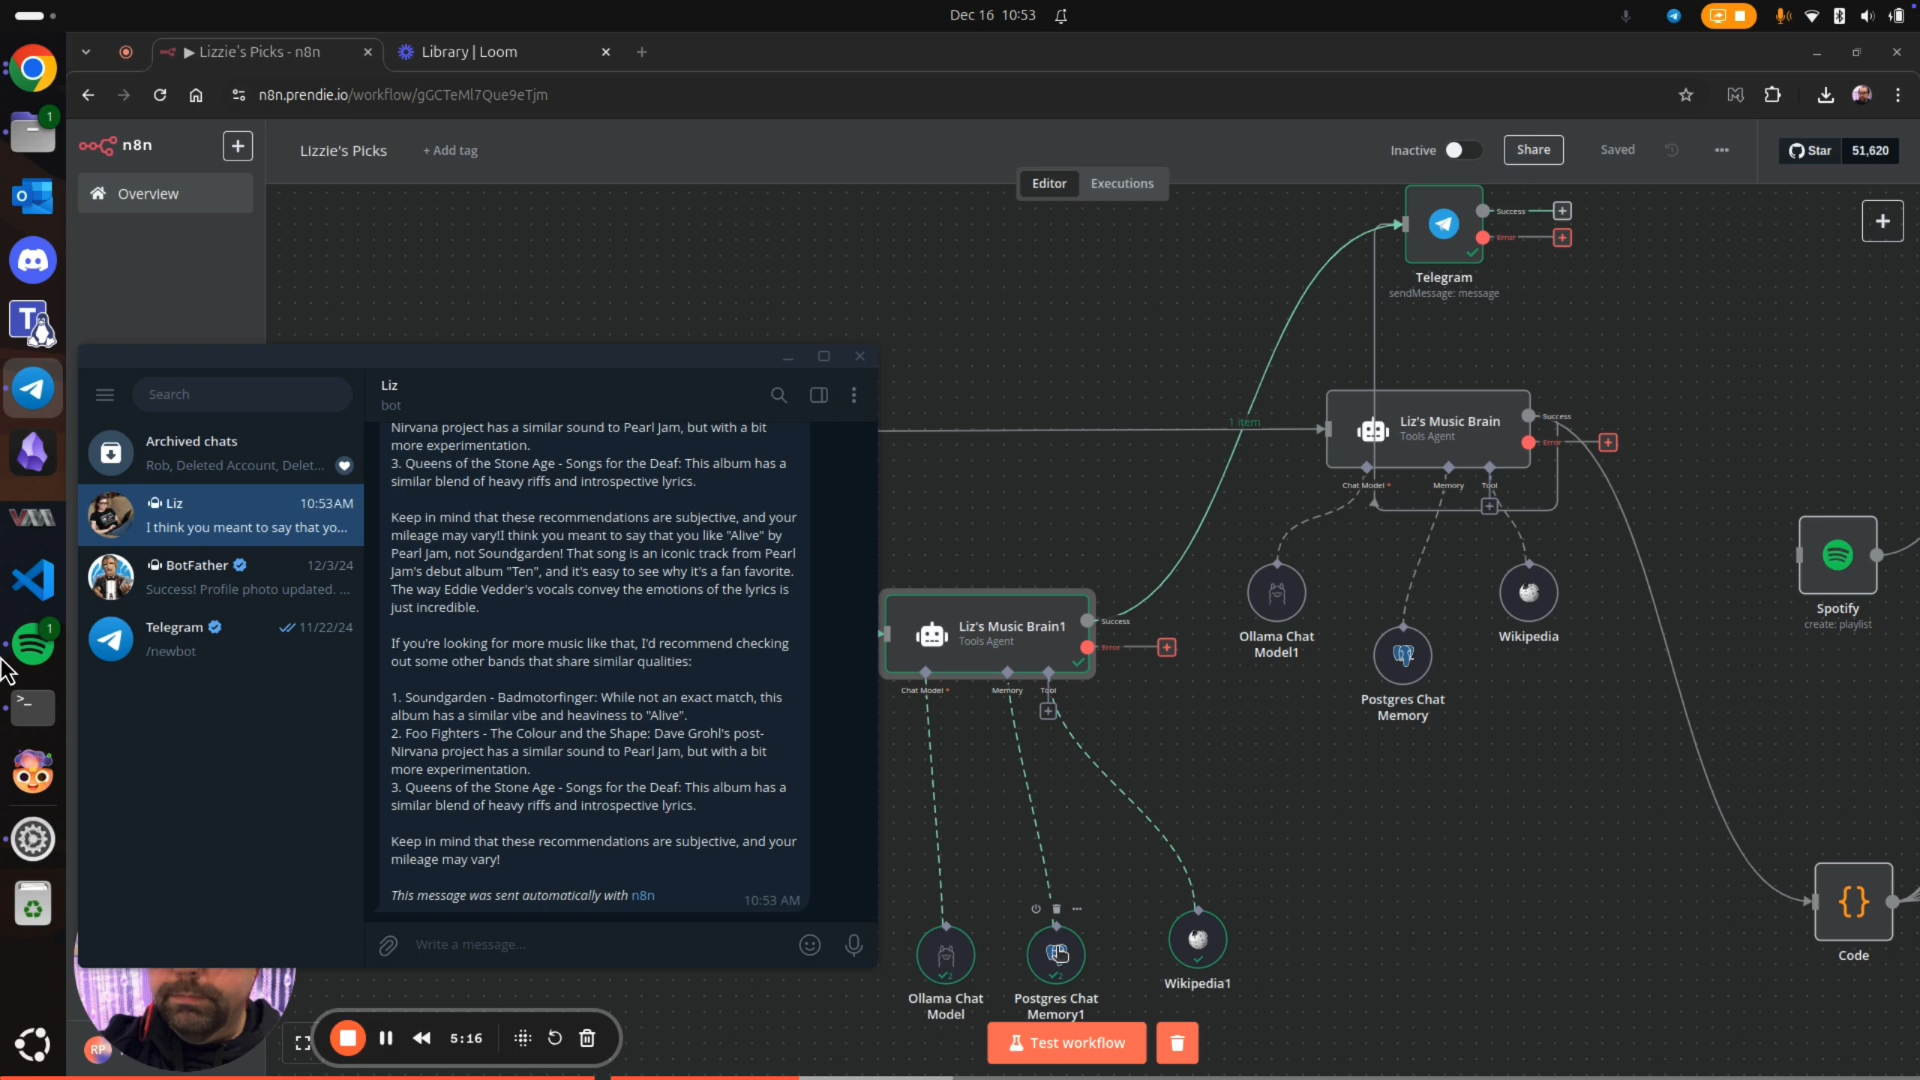 Dec 16 10:53
▶ Lizzie's Picks - n8n
Library | Loom
n8n.prendie.io/workflow/gGCTeMl7Que9eTjm
n8n
Overview
Lizzie's Picks
+ Add tag
Inactive
Share
Saved
Star
51,620
Editor
Executions
Success
Error
Telegram
sendMessage: message
1 item
Liz's Music Brain
Tools Agent
Success
Error
Chat Model *
Memory
Tool
Ollama Chat
Model1
Postgres Chat
Memory
Wikipedia
Spotify
create: playlist
Code
Liz's Music Brain1
Tools Agent
Success
Error
Chat Model *
Memory
Tool
Ollama Chat
Model
Postgres Chat
Memory1
Wikipedia1
2
2
Test workflow
Search
Archived chats
Rob, Deleted Account, Delet...
Liz
10:53AM
I think you meant to say that yo...
BotFather
12/3/24
Success! Profile photo updated. ...
Telegram
11/22/24
/newbot
Liz
bot
Nirvana project has a similar sound to Pearl Jam, but with a bit
more experimentation.
3. Queens of the Stone Age - Songs for the Deaf: This album has a
similar blend of heavy riffs and introspective lyrics.
Keep in mind that these recommendations are subjective, and your
mileage may vary!I think you meant to say that you like "Alive" by
Pearl Jam, not Soundgarden! That song is an iconic track from Pearl
Jam's debut album "Ten", and it's easy to see why it's a fan favorite.
The way Eddie Vedder's vocals convey the emotions of the lyrics is
just incredible.
If you're looking for more music like that, I'd recommend checking
out some other bands that share similar qualities:
1. Soundgarden - Badmotorfinger: While not an exact match, this
album has a similar vibe and heaviness to "Alive".
2. Foo Fighters - The Colour and the Shape: Dave Grohl's post-
Nirvana project has a similar sound to Pearl Jam, but with a bit
more experimentation.
3. Queens of the Stone Age - Songs for the Deaf: This album has a
similar blend of heavy riffs and introspective lyrics.
Keep in mind that these recommendations are subjective, and your
mileage may vary!
This message was sent automatically with n8n
10:53 AM
Write a message...
1
T
1
RP
5:16